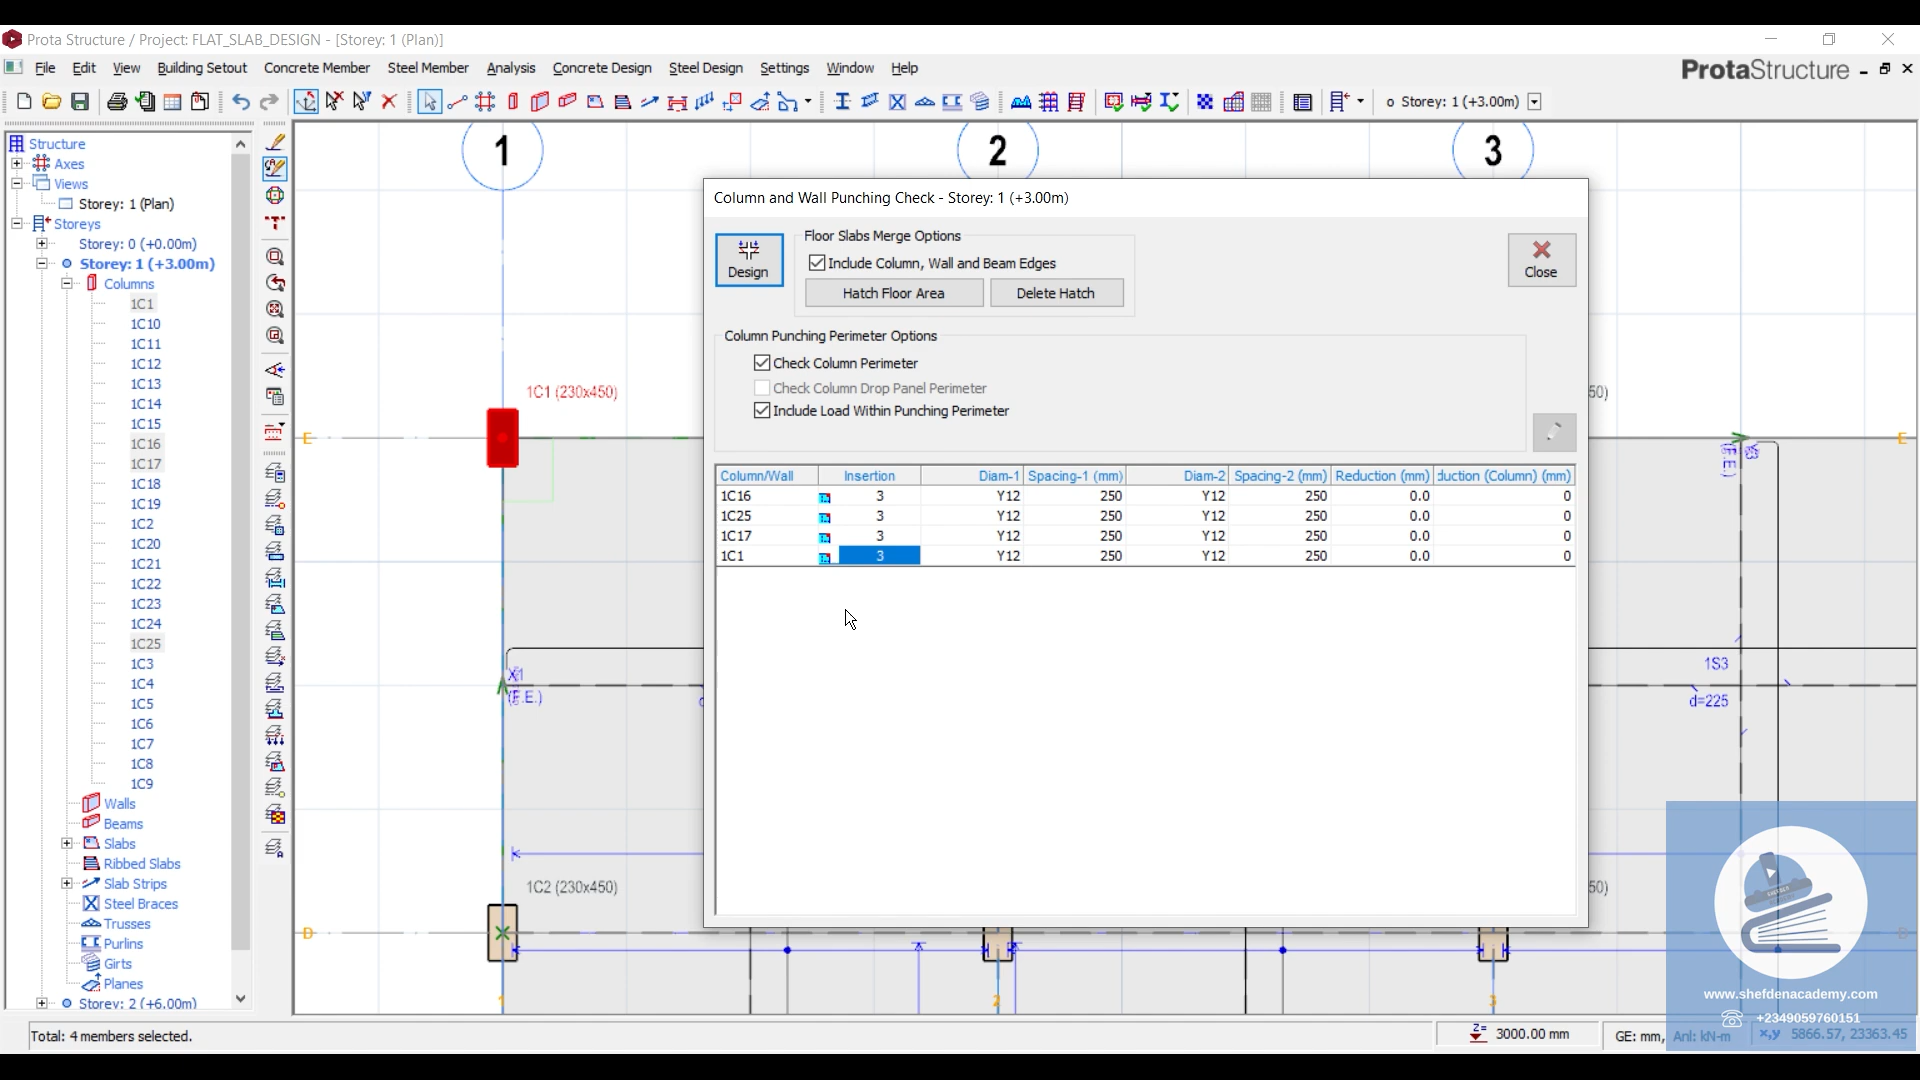 Prota Structure / Project: FLAT_SLAB_DESIGN - [Storey: 1 (Plan)]
File Edit View Building Setout Concrete Member Steel Member Analysis Concrete Design Steel Design Settings Window Help
ProtaStructure
o Storey: 1 (+3.00m)
Structure
Axes
Views
Storey: 1 (Plan)
Storeys
Storey: 0 (+0.00m)
Storey: 1 (+3.00m)
Columns
1C1
1C10
1C11
1C12
1C13
1C14
1C15
1C16
1C17
1C18
1C19
1C2
1C20
1C21
1C22
1C23
1C24
1C25
1C3
1C4
1C5
1C6
1C7
1C8
1C9
Walls
Beams
Slabs
Ribbed Slabs
Slab Strips
Steel Braces
Trusses
Purlins
Girts
Planes
Storey: 2 (+6.00m)
1
2
3
1C1 (230x450)
50)
E
E
X1
(F.E.)
(E.E.)
1S3
d=225
1C2 (230x450)
50)
D
1
2
3
Column and Wall Punching Check - Storey: 1 (+3.00m)
Design
Floor Slabs Merge Options
Include Column, Wall and Beam Edges
Hatch Floor Area
Delete Hatch
Close
Column Punching Perimeter Options
Check Column Perimeter
Check Column Drop Panel Perimeter
Include Load Within Punching Perimeter
Column/Wall Insertion Diam-1 Spacing-1 (mm) Diam-2 Spacing-2 (mm) Reduction (mm) duction (Column) (mm)
1C16 3 Y12 250 Y12 250 0.0 0
1C25 3 Y12 250 Y12 250 0.0 0
1C17 3 Y12 250 Y12 250 0.0 0
1C1 3 Y12 250 Y12 250 0.0 0
www.shefdenacademy.com
+2349059760151
Total: 4 members selected.
Z= 3000.00 mm
GE: mm, Anl: kN-m
x,y 5866.57, 23363.45